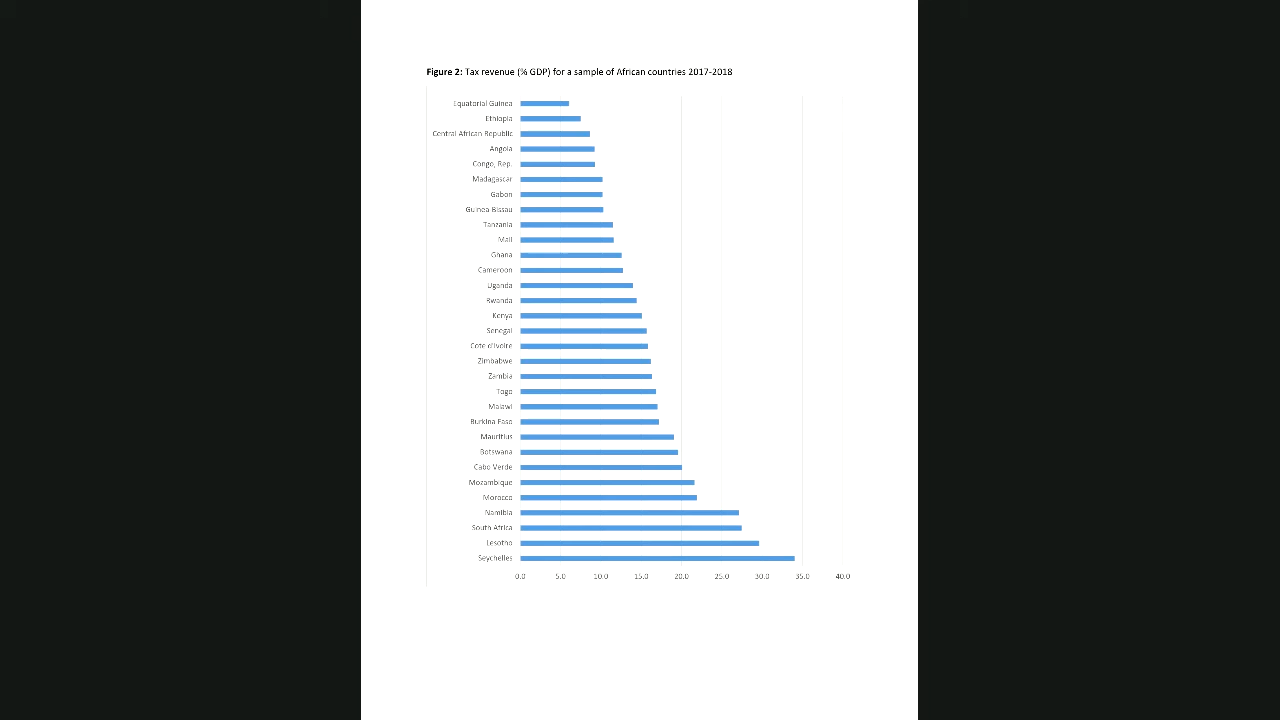 Figure 2: Tax revenue (% GDP) for a sample of African countries 2017-2018
Equatorial Guinea
Ethiopia
Central African Republic
Angola
Congo, Rep.
Madagascar
Gabon
Guinea Bissau
Tanzania
Mali
Ghana
Cameroon
Uganda
Rwanda
Kenya
Senegal
Cote d'Ivoire
Zimbabwe
Zambia
Togo
Malawi
Burkina Faso
Mauritius
Botswana
Cabo Verde
Mozambique
Morocco
Namibia
South Africa
Lesotho
Seychelles
0.0 5.0 10.0 15.0 20.0 25.0 30.0 35.0 40.0